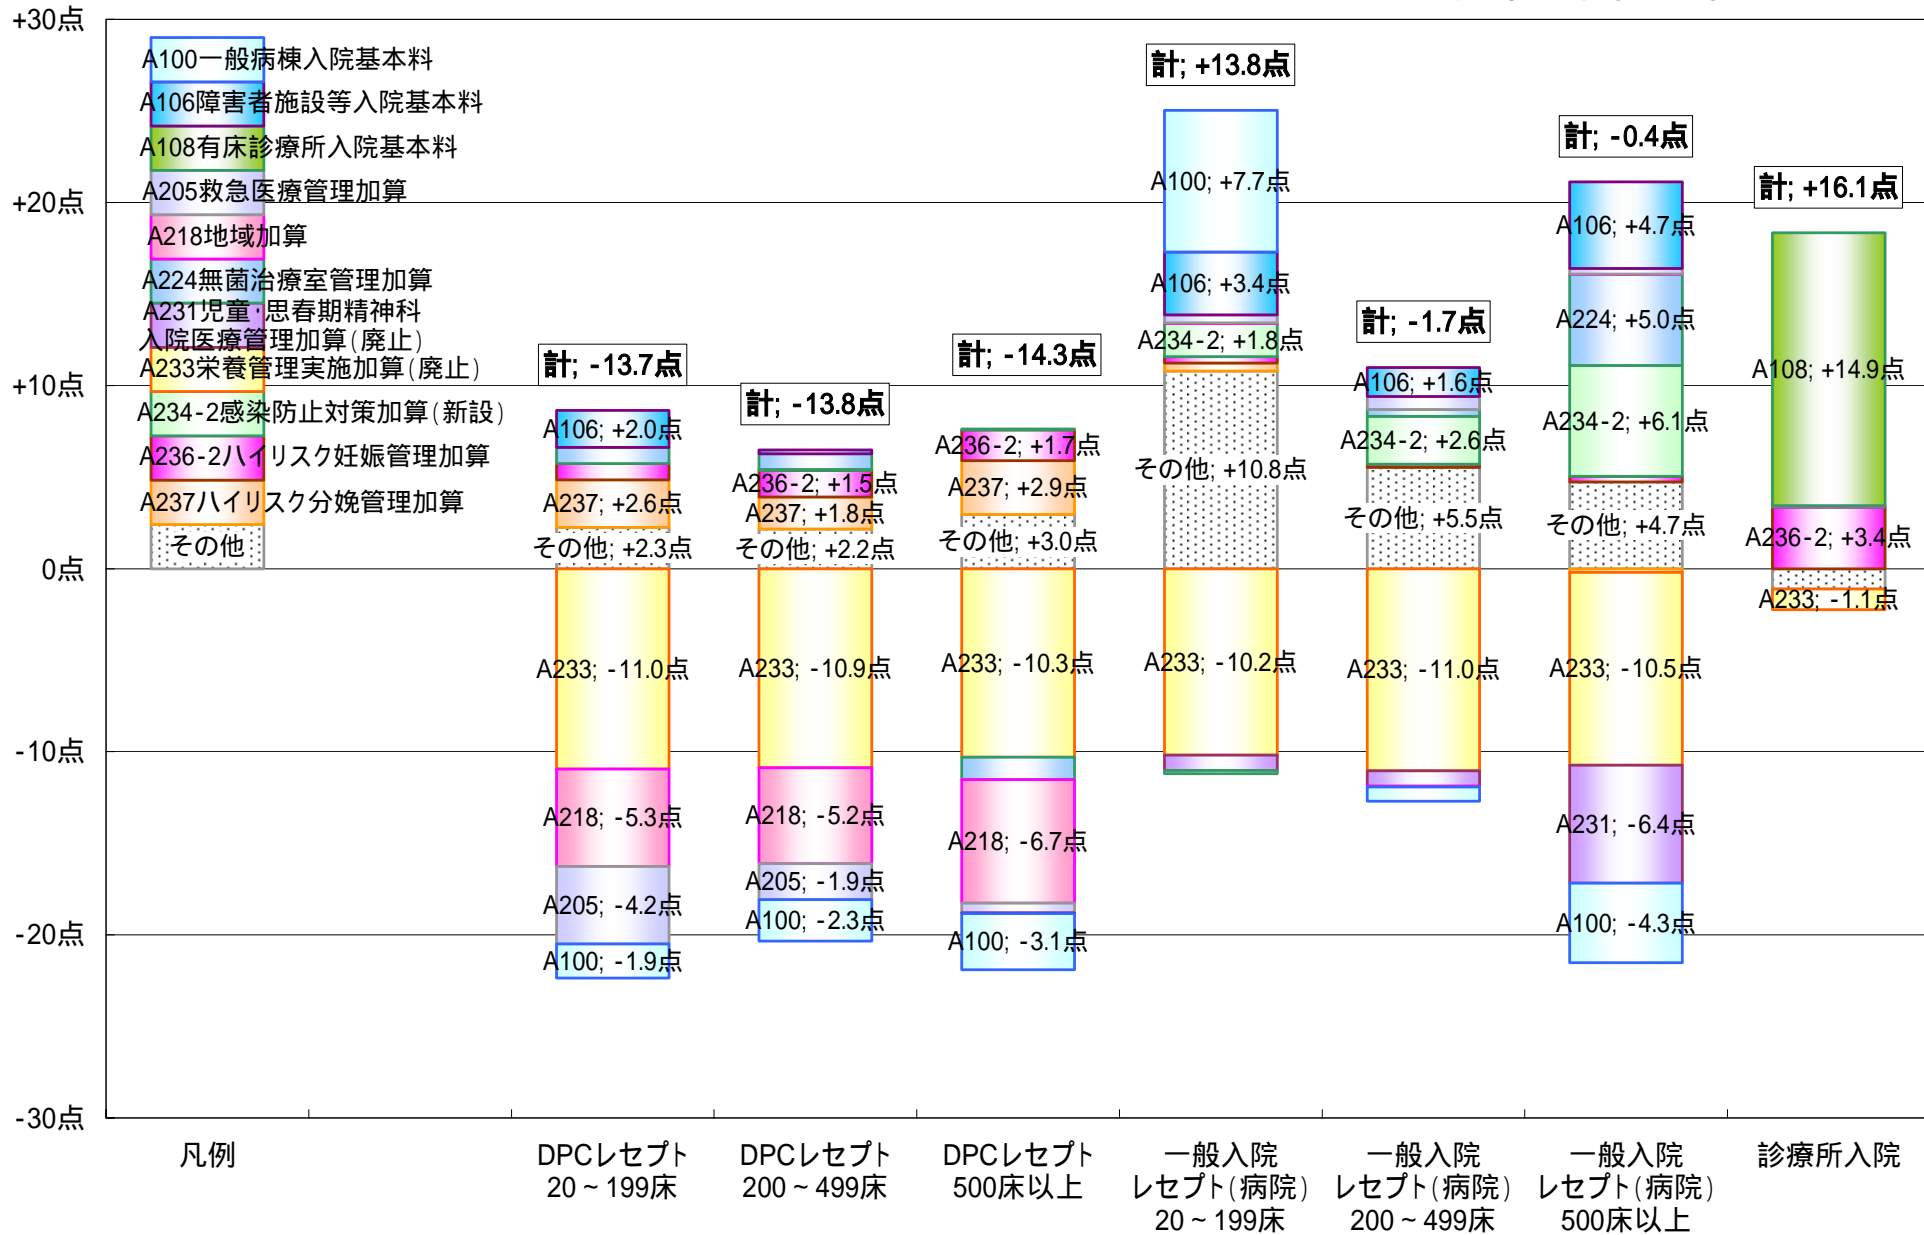 +30点
+20点
+10点
0点
-10点
-20点
-30点
A100一般病棟入院基本料
A106障害者施設等入院基本料
A108有床診療所入院基本料
A205救急医療管理加算
A218地域加算
A224無菌治療室管理加算
A231児童・思春期精神科
入院医療管理加算(廃止)
A233栄養管理実施加算(廃止)
A234-2感染防止対策加算(新設)
A236-2ハイリスク妊娠管理加算
A237ハイリスク分娩管理加算
その他
凡例
計; -13.7点
A106; +2.0点
A237; +2.6点
その他; +2.3点
A233; -11.0点
A218; -5.3点
A205; -4.2点
A100; -1.9点
DPCレセプト
20~199床
計; -13.8点
A236-2; +1.5点
A237; +1.8点
その他; +2.2点
A233; -10.9点
A218; -5.2点
A205; -1.9点
A100; -2.3点
DPCレセプト
200~499床
計; -14.3点
A236-2; +1.7点
A237; +2.9点
その他; +3.0点
A233; -10.3点
A218; -6.7点
A100; -3.1点
DPCレセプト
500床以上
計; +13.8点
A100; +7.7点
A106; +3.4点
A234-2; +1.8点
その他; +10.8点
A233; -10.2点
一般入院
レセプト(病院)
20~199床
計; -1.7点
A106; +1.6点
A234-2; +2.6点
その他; +5.5点
A233; -11.0点
一般入院
レセプト(病院)
200~499床
計; -0.4点
A106; +4.7点
A224; +5.0点
A234-2; +6.1点
その他; +4.7点
A233; -10.5点
A231; -6.4点
A100; -4.3点
一般入院
レセプト(病院)
500床以上
計; +16.1点
A108; +14.9点
A236-2; +3.4点
A233; -1.1点
診療所入院